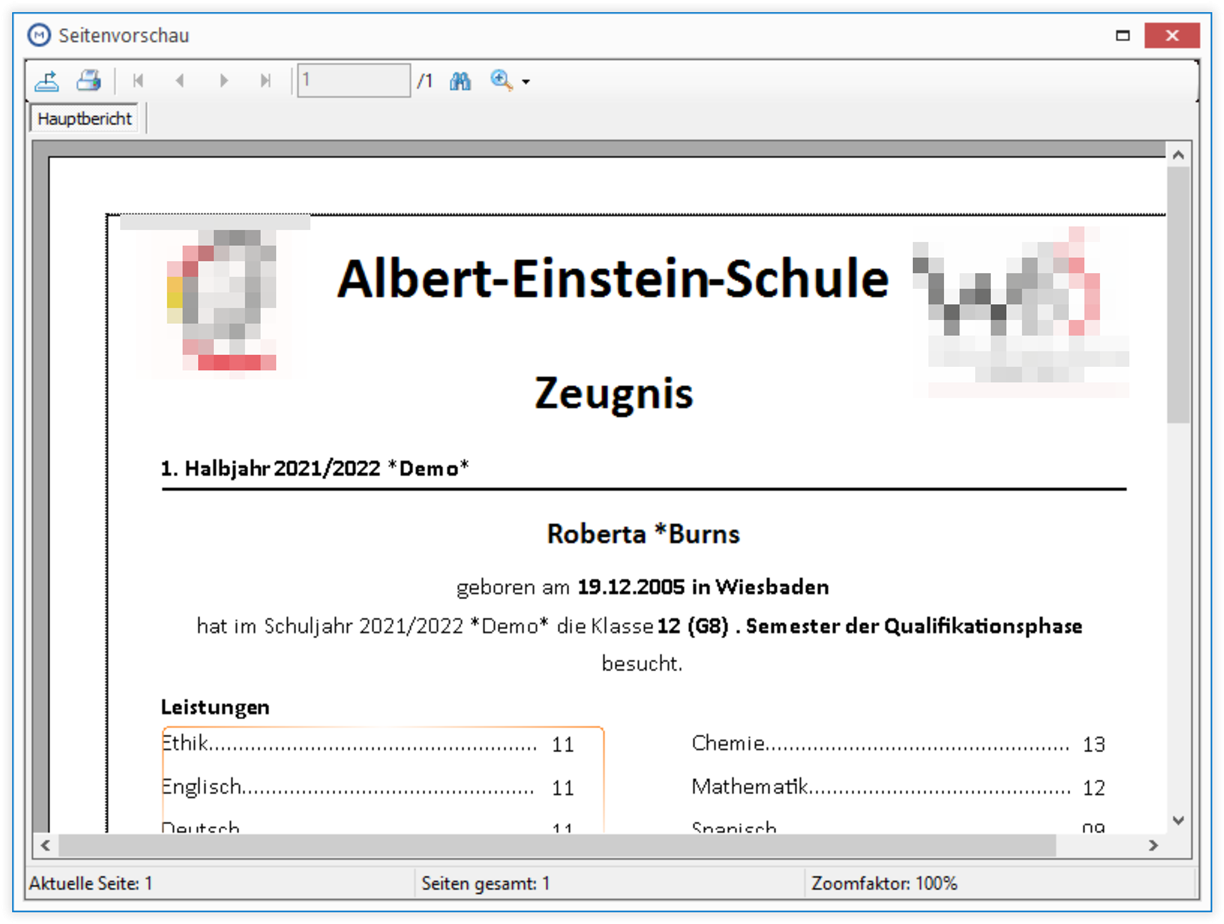 Seitenvorschau
1 /1
Hauptbericht
Albert-Einstein-Schule
Zeugnis
1. Halbjahr 2021/2022 *Demo*
Roberta *Burns
geboren am 19.12.2005 in Wiesbaden
hat im Schuljahr 2021/2022 *Demo* die Klasse 12 (G8) . Semester der Qualifikationsphase
besucht.
Leistungen
Ethik...................................................... 11 Chemie................................................... 13
Englisch................................................. 11 Mathematik............................................ 12
Deutsch 11 Spanisch 09
Aktuelle Seite: 1 Seiten gesamt: 1 Zoomfaktor: 100%